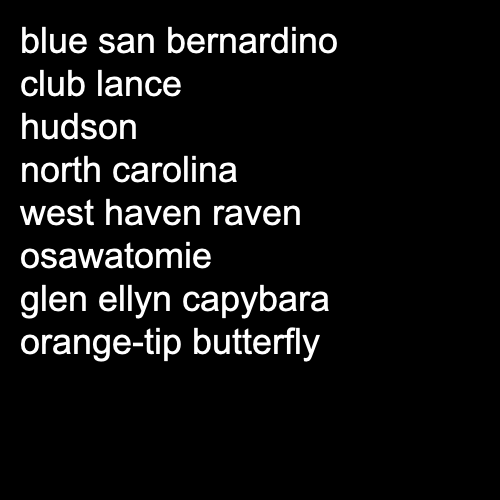 blue san bernardino
club lance
hudson
north carolina
west haven raven
osawatomie
glen ellyn capybara
orange-tip butterfly